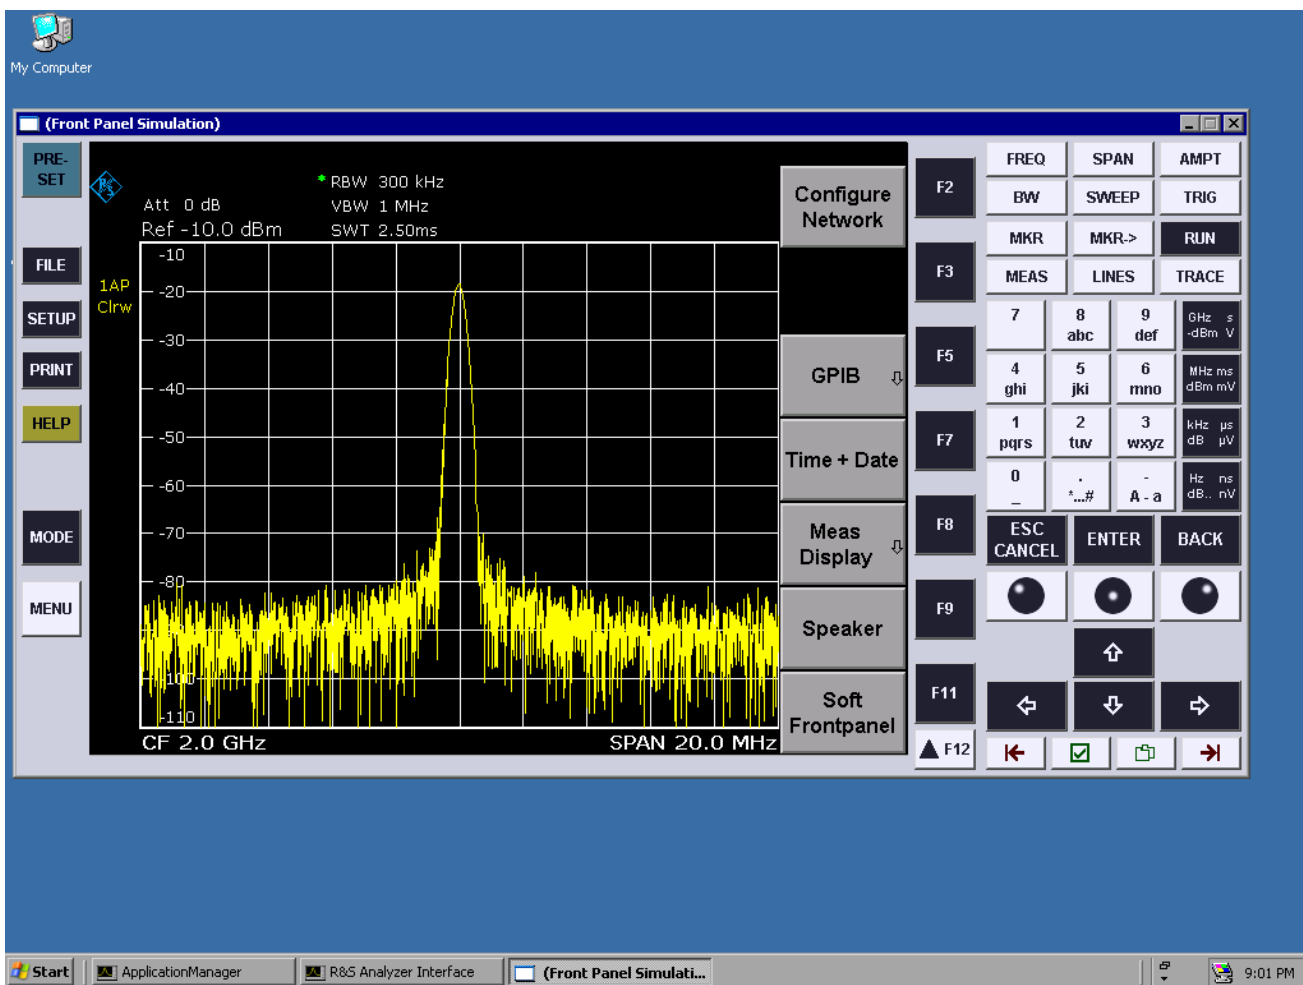 My Computer
(Front Panel Simulation)
PRE-
SET
FILE
SETUP
PRINT
HELP
MODE
MENU
* RBW 300 kHz
Att 0 dB
VBW 1 MHz
Ref -10.0 dBm
SWT 2.50ms
1AP
Clrw
-10
-20
-30
-40
-50
-60
-70
-80
-100
-110
CF 2.0 GHz
SPAN 20.0 MHz
Configure
Network
GPIB
Time + Date
Meas
Display
Speaker
Soft
Frontpanel
F2
F3
F5
F7
F8
F9
F11
F12
FREQ SPAN AMPT
BW SWEEP TRIG
MKR MKR-> RUN
MEAS LINES TRACE
7 8 9 GHz s
abc def -dBm V
4 5 6 MHz ms
ghi jkl mno dBm mV
1 2 3 kHz µs
pqrs tuv wxyz dB µV
0 . - Hz ns
_ *...# A - a dB.. nV
ESC
CANCEL
ENTER
BACK
Start
ApplicationManager
R&S Analyzer Interface
(Front Panel Simulati...
9:01 PM